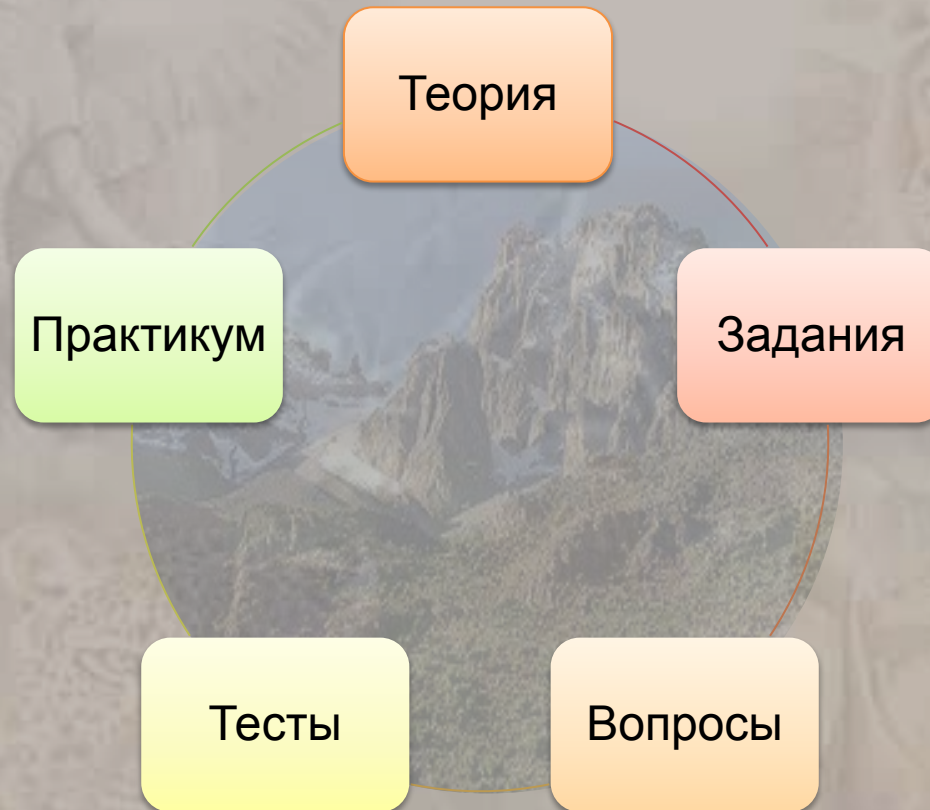 Теория
Практикум
Задания
Тесты
Вопросы